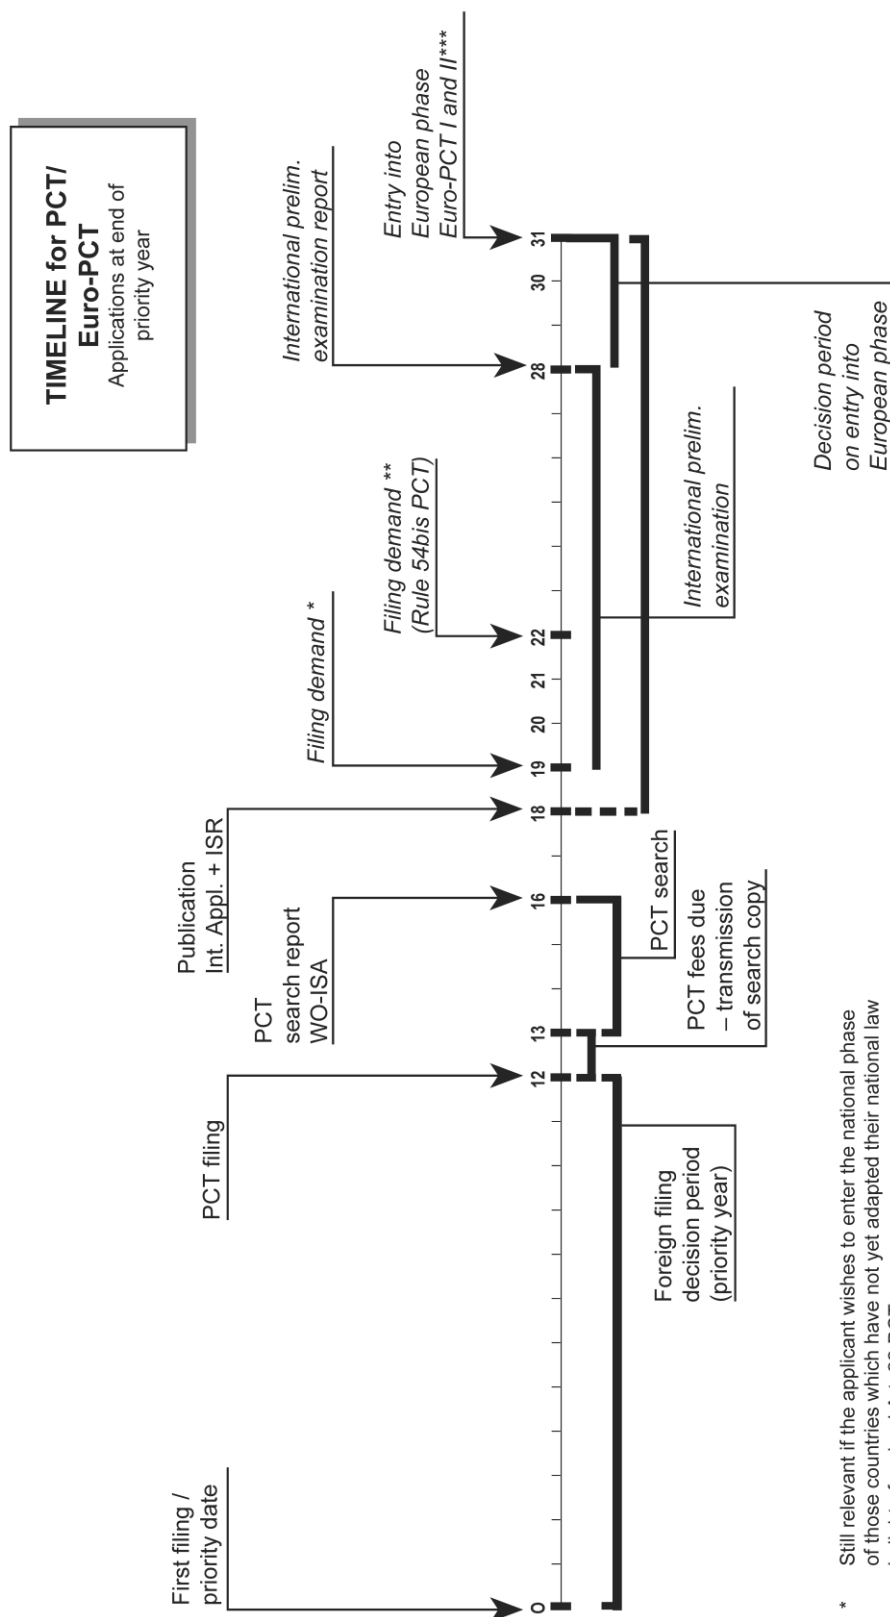 TIMELINE for PCT/
Euro-PCT
Applications at end of
priority year
First filing /
priority date
PCT filing
PCT
search report
WO-ISA
Publication
Int. Appl. + ISR
Filing demand *
Filing demand **
(Rule 54bis PCT)
International prelim.
examination report
Entry into
European phase
Euro-PCT I and II***
0
12
13
16
18
19
20
21
22
28
30
31
Foreign filing
decision period
(priority year)
PCT fees due
– transmission
of search copy
PCT search
International prelim.
examination
Decision period
on entry into
European phase
* Still relevant if the applicant wishes to enter the national phase
of those countries which have not yet adapted their national law